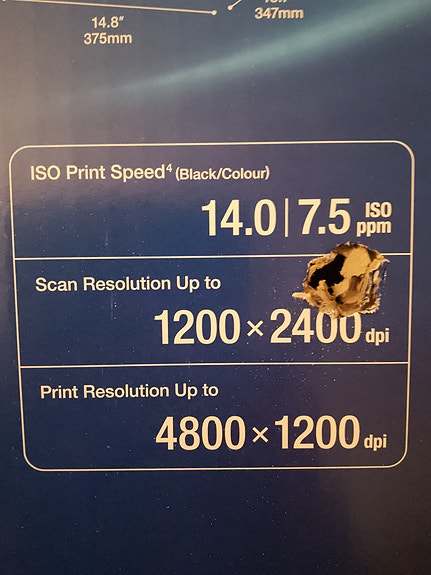 14.8" 347mm
375mm
ISO Print Speed4 (Black/Colour)
14.0|7.5 ISO ppm
Scan Resolution Up to
1200×2400 dpi
Print Resolution Up to
4800×1200 dpi